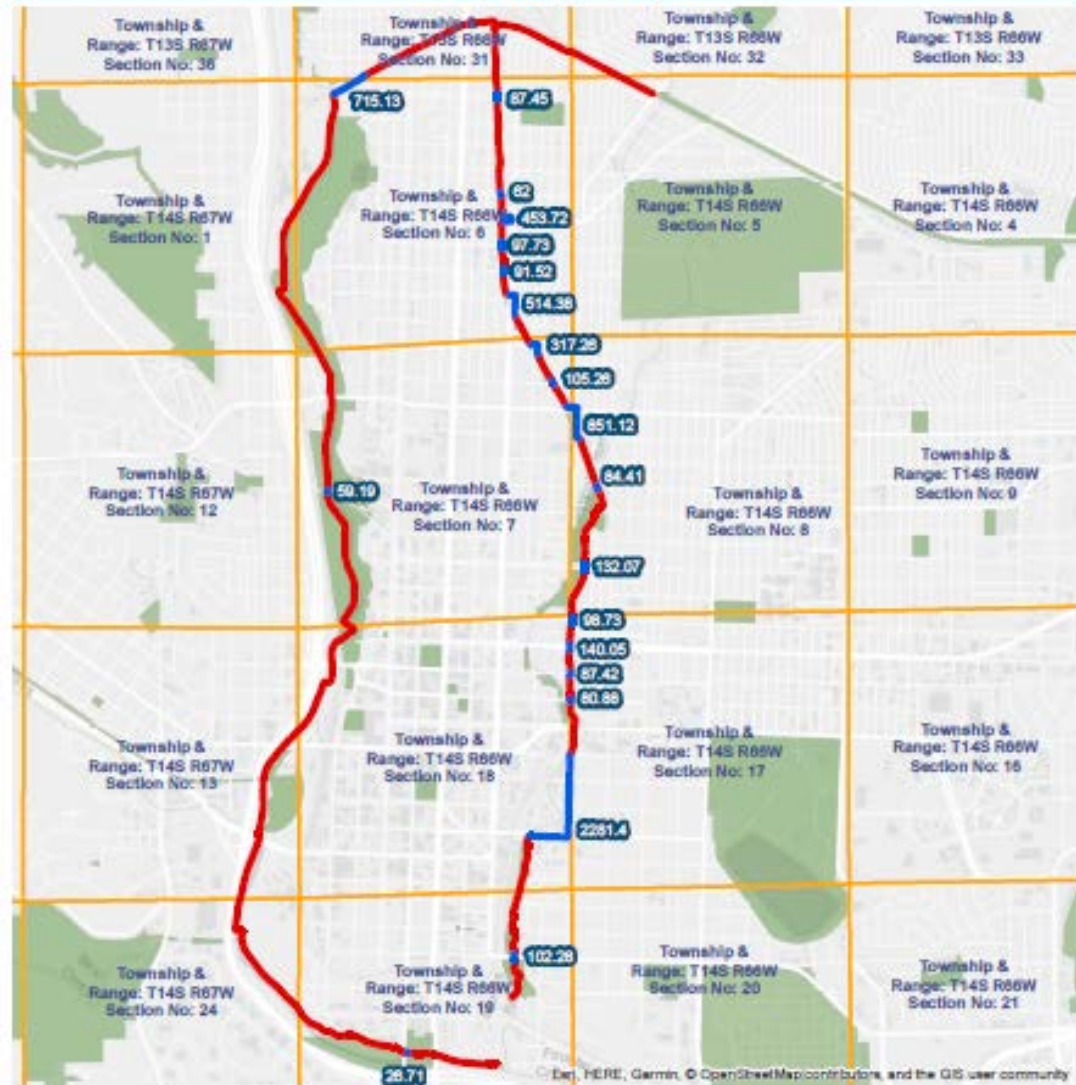 Township &
Range: T13S R67W
Section No: 36
Township &
Range: T13S R66W
Section No: 31
Township &
Range: T13S R66W
Section No: 32
Township &
Range: T13S R66W
Section No: 33
715.13
87.45
Township &
Range: T14S R67W
Section No: 1
Township &
Range: T14S R66W
Section No: 6
62
453.72
97.73
91.52
514.38
Township &
Range: T14S R66W
Section No: 5
Township &
Range: T14S R66W
Section No: 4
317.28
105.28
851.12
84.41
Township &
Range: T14S R67W
Section No: 12
59.19
Township &
Range: T14S R66W
Section No: 7
Township &
Range: T14S R66W
Section No: 8
Township &
Range: T14S R66W
Section No: 9
132.07
98.73
140.05
87.42
80.88
Township &
Range: T14S R67W
Section No: 13
Township &
Range: T14S R66W
Section No: 18
Township &
Range: T14S R66W
Section No: 17
Township &
Range: T14S R66W
Section No: 16
2281.4
Township &
Range: T14S R67W
Section No: 24
Township &
Range: T14S R66W
Section No: 19
102.28
Township &
Range: T14S R66W
Section No: 20
Township &
Range: T14S R66W
Section No: 21
28.71
Esri, HERE, Garmin, © OpenStreetMap contributors, and the GIS user community